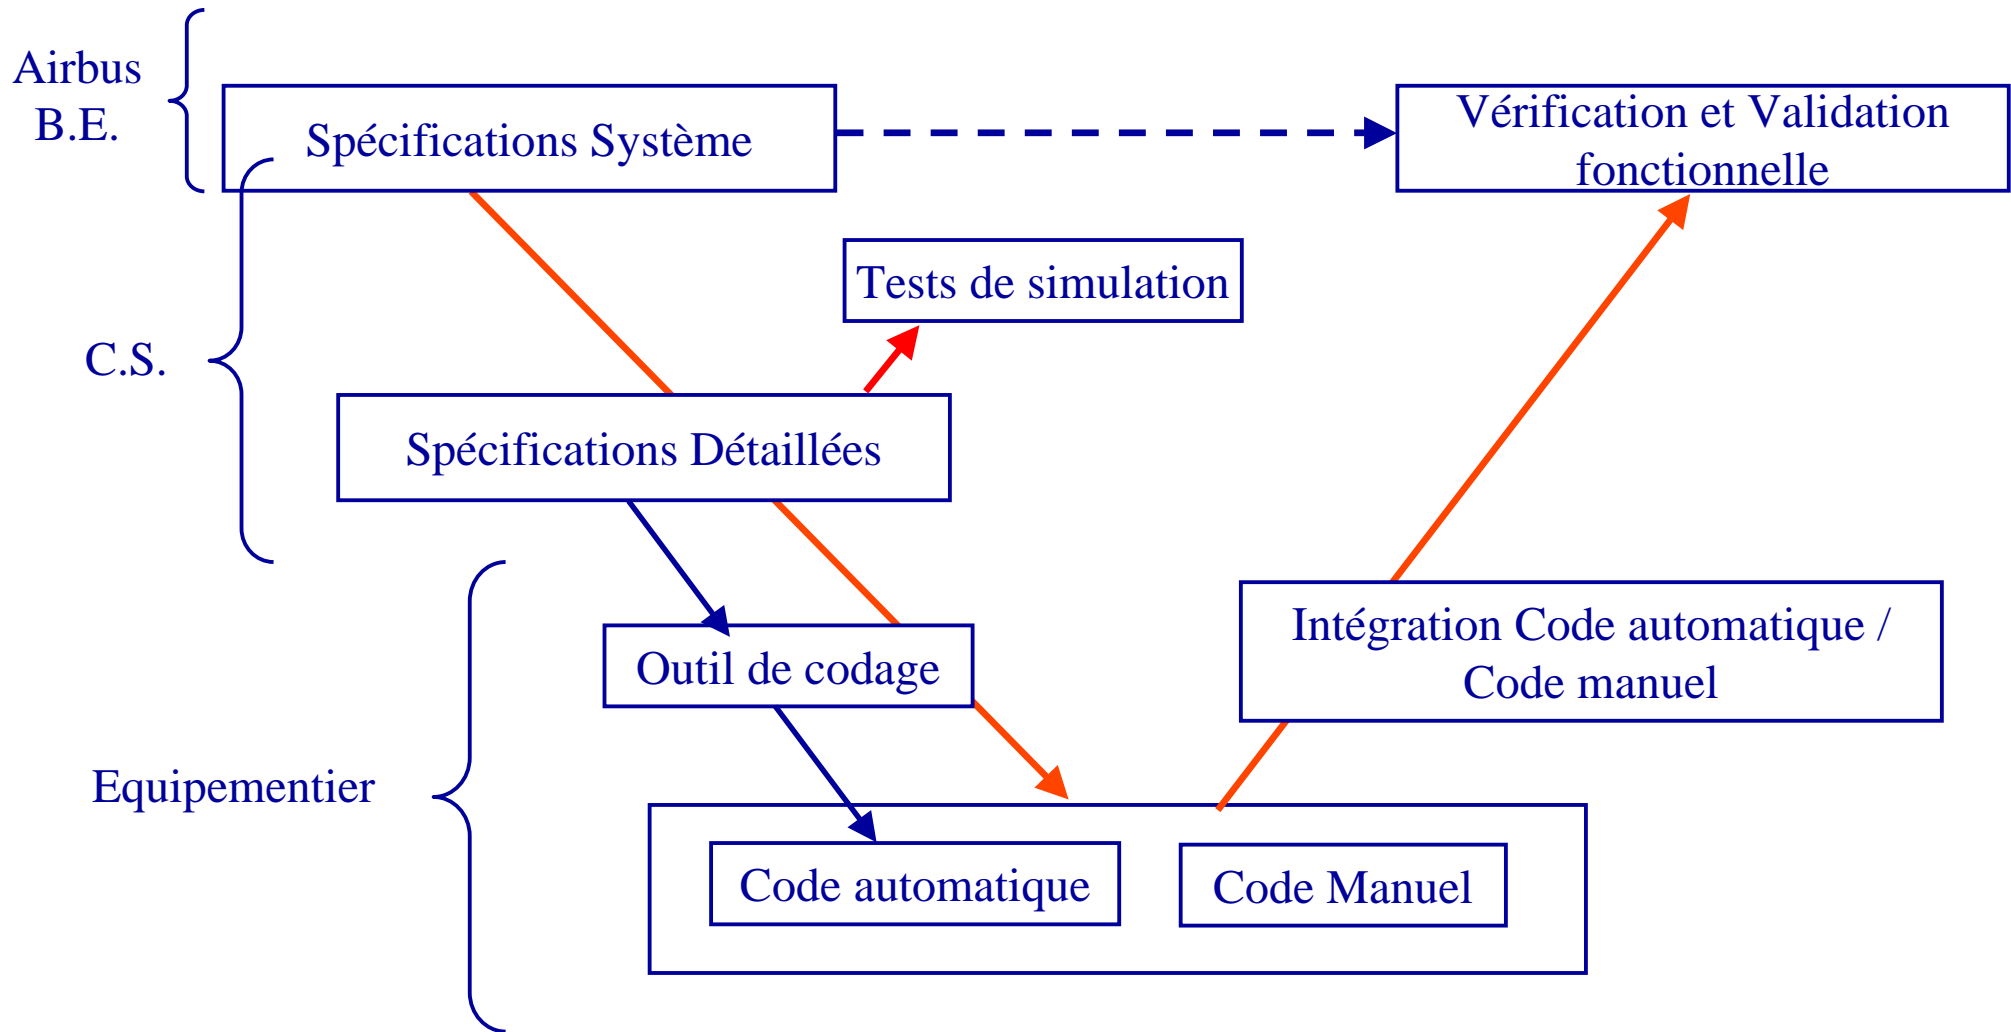 Airbus
B.E.
Spécifications Système
Vérification et Validation
fonctionnelle
Tests de simulation
C.S.
Spécifications Détaillées
Outil de codage
Intégration Code automatique /
Code manuel
Equipementier
Code automatique
Code Manuel